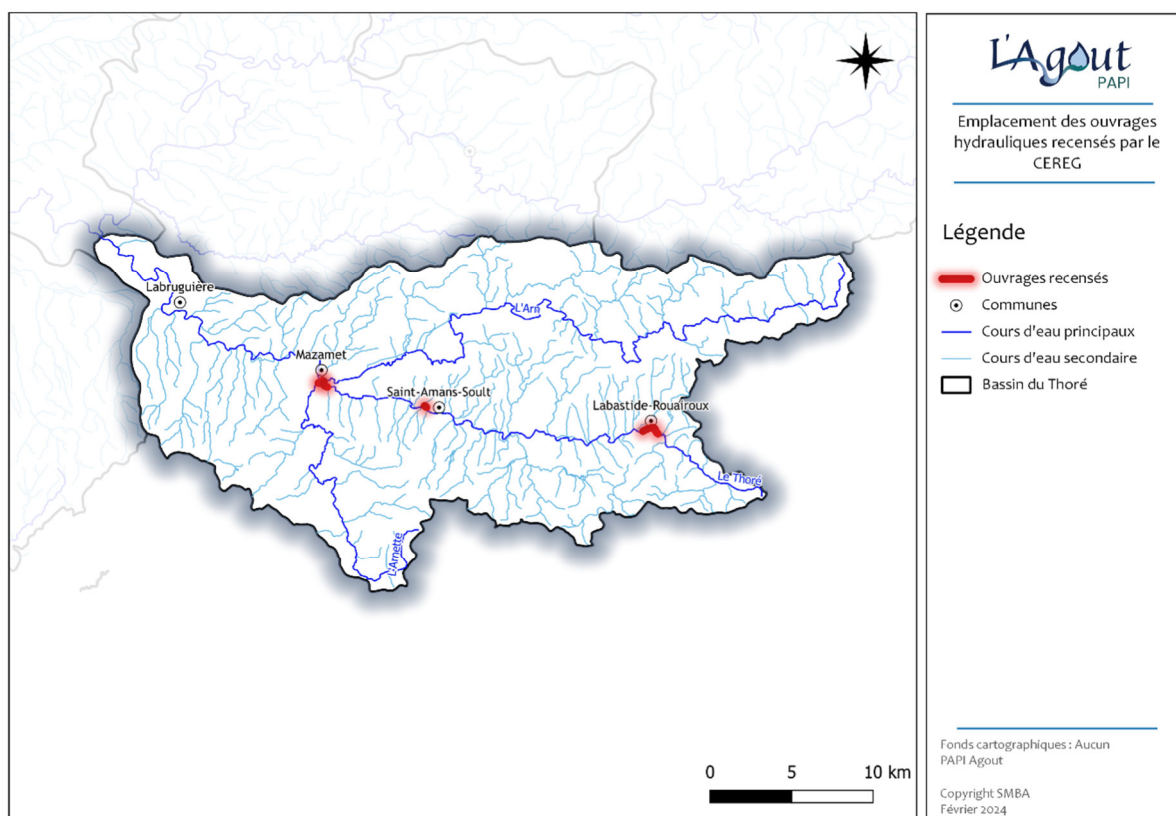 Labruguière
Mazamet
L'Arn
Saint-Amans-Soult
Labastide-Rouairoux
Le Thoré
L'Arnette
0 5 10 km
L'Agout
PAPI
Emplacement des ouvrages
hydrauliques recensés par le
CEREG
Légende
Ouvrages recensés
Communes
Cours d'eau principaux
Cours d'eau secondaire
Bassin du Thoré
Fonds cartographiques : Aucun
PAPI Agout
Copyright SMBA
Février 2024